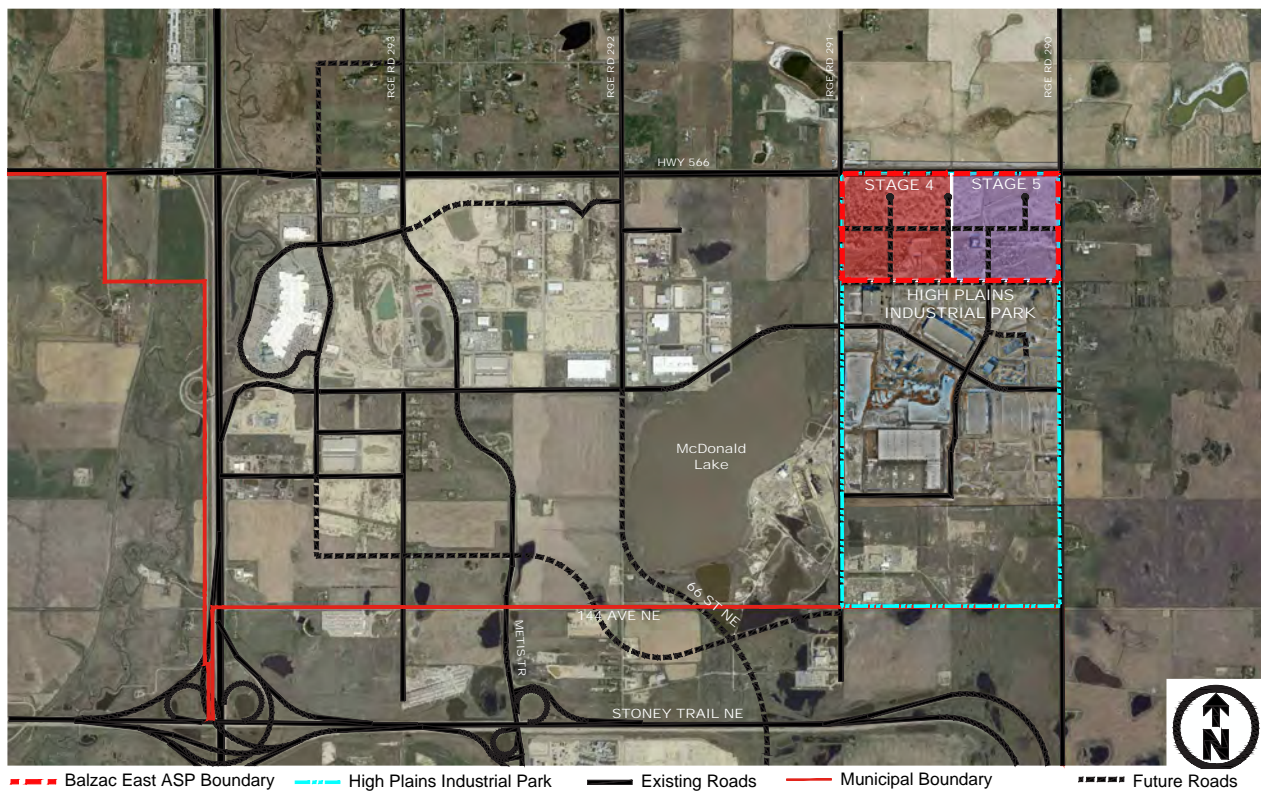 RGE RD 293
RGE RD 292
RGE RD 291
RGE RD 290
HWY 566
STAGE 4
STAGE 5
HIGH PLAINS
INDUSTRIAL PARK
McDonald
Lake
66 ST NE
144 AVE NE
METIS TR
STONEY TRAIL NE
N
Balzac East ASP Boundary
High Plains Industrial Park
Existing Roads
Municipal Boundary
Future Roads